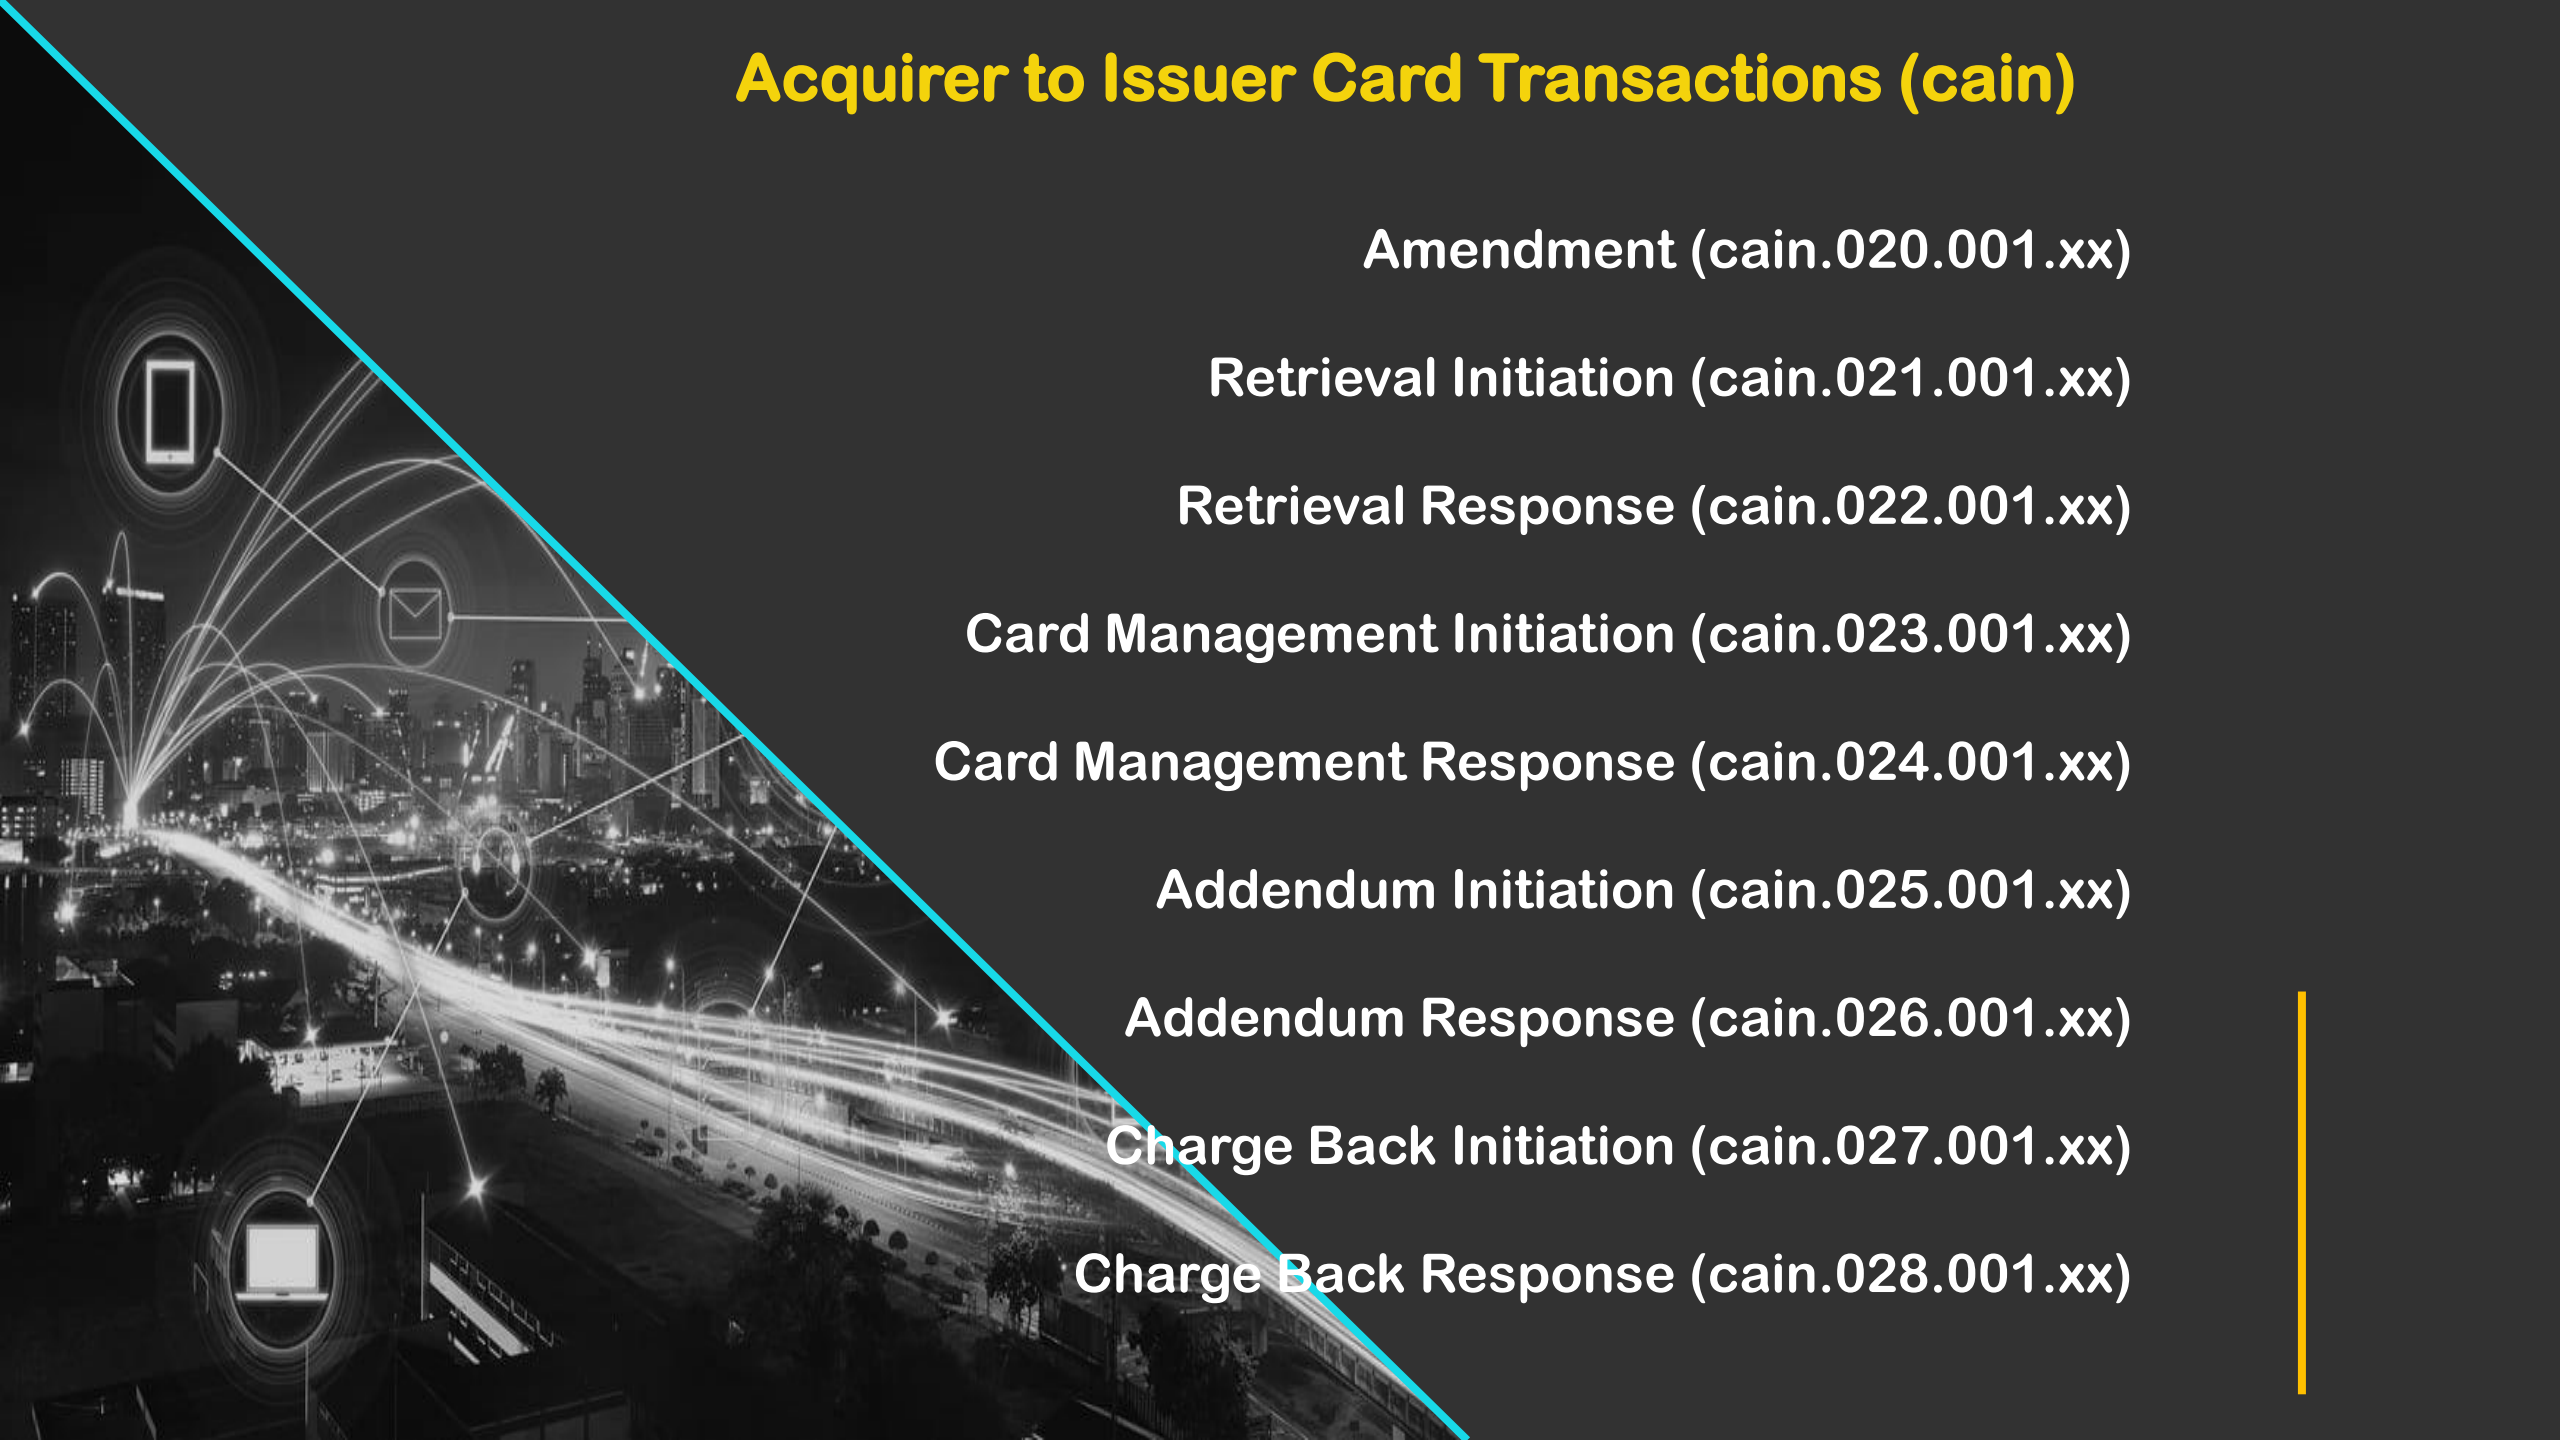 Acquirer to Issuer Card Transactions (cain)
Amendment (cain.020.001.xx)
Retrieval Initiation (cain.021.001.xx)
Retrieval Response (cain.022.001.xx)
Card Management Initiation (cain.023.001.xx)
Card Management Response (cain.024.001.xx)
Addendum Initiation (cain.025.001.xx)
Addendum Response (cain.026.001.xx)
Charge Back Initiation (cain.027.001.xx)
Charge Back Response (cain.028.001.xx)